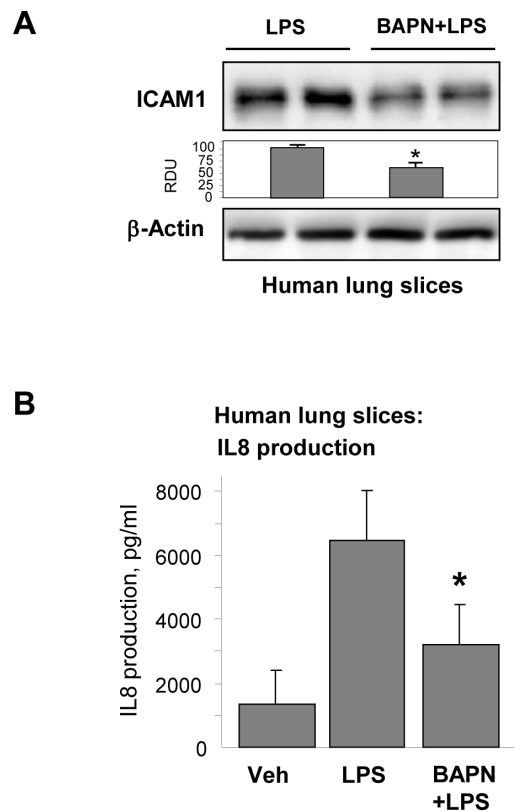 A
LPS
BAPN+LPS
ICAM1
100
75
50
25
0
RDU
*
β-Actin
Human lung slices
B
Human lung slices:
IL8 production
IL8 production, pg/ml
8000
6000
4000
2000
0
*
Veh
LPS
BAPN
+LPS